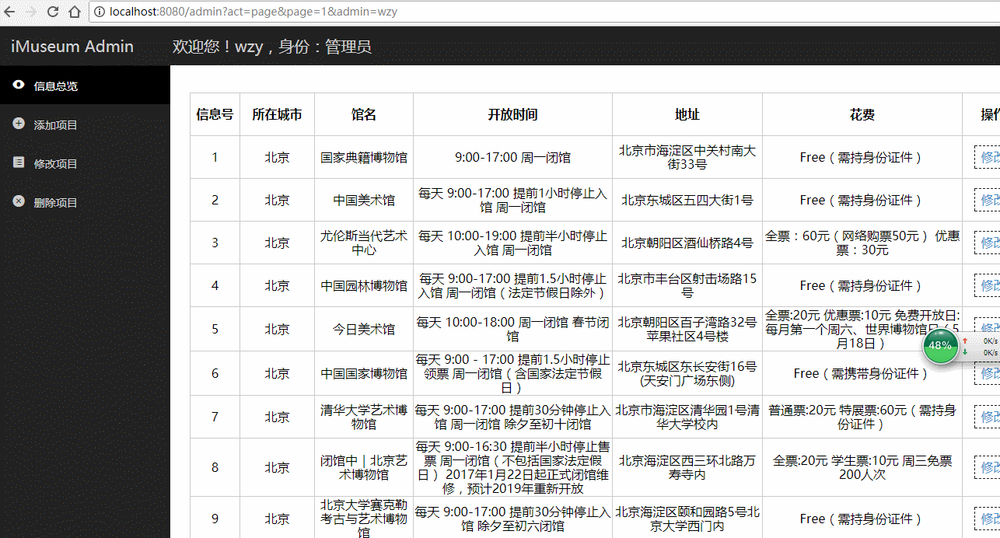 localhost:8080/admin?act=page&page=1&admin=wzy
iMuseum Admin 欢迎您！wzy，身份：管理员
信息总览
添加项目
修改项目
删除项目
信息号 所在城市 馆名 开放时间 地址 花费 操作
1 北京 国家典籍博物馆 9:00-17:00 周一闭馆 北京市海淀区中关村南大
街33号 Free（需持身份证件） 修改
2 北京 中国美术馆 每天 9:00-17:00 提前1小时停止入
馆 周一闭馆 北京东城区五四大街1号 Free（需持身份证件） 修改
3 北京 尤伦斯当代艺术
中心 每天 10:00-19:00 提前半小时停止
入馆 周一闭馆 北京朝阳区酒仙桥路4号 全票：60元（网络购票50元） 优惠
票：30元 修改
4 北京 中国园林博物馆 每天 9:00-17:00 提前1.5小时停止
入馆 周一闭馆（法定节假日除外） 北京市丰台区射击场路15
号 Free（需持身份证件） 修改
5 北京 今日美术馆 每天 10:00-18:00 周一闭馆 春节闭
馆 北京朝阳区百子湾路32号
苹果社区4号楼 全票:20元 优惠票:10元 免费开放日:
每月第一个周六、世界博物馆日（5
月18日） 修改
48% 0K/s
0K/s
6 北京 中国国家博物馆 每天 9:00 - 17:00 提前1.5小时停止
领票 周一闭馆（含国家法定节假
日） 北京东城区东长安街16号
(天安门广场东侧) Free（需携带身份证件） 修改
7 北京 清华大学艺术博
物馆 每天 9:00-17:00 提前30分钟停止入
馆 周一闭馆 除夕至初十闭馆 北京市海淀区清华园1号清
华大学校内 普通票:20元 特展票:60元（需持身
份证件） 修改
8 北京 闭馆中｜北京艺
术博物馆 每天 9:00-16:30 提前半小时停止售
票 周一闭馆（不包括国家法定假
日） 2017年1月22日起正式闭馆维
修，预计2019年重新开放 北京海淀区西三环北路万
寿寺内 全票:20元 学生票:10元 周三免票
200人次 修改
9 北京 北京大学赛克勒
考古与艺术博物
馆 每天 9:00-17:00 提前30分钟停止入
馆 除夕至初六闭馆 北京海淀区颐和园路5号北
京大学西门内 Free（需持身份证件） 修改